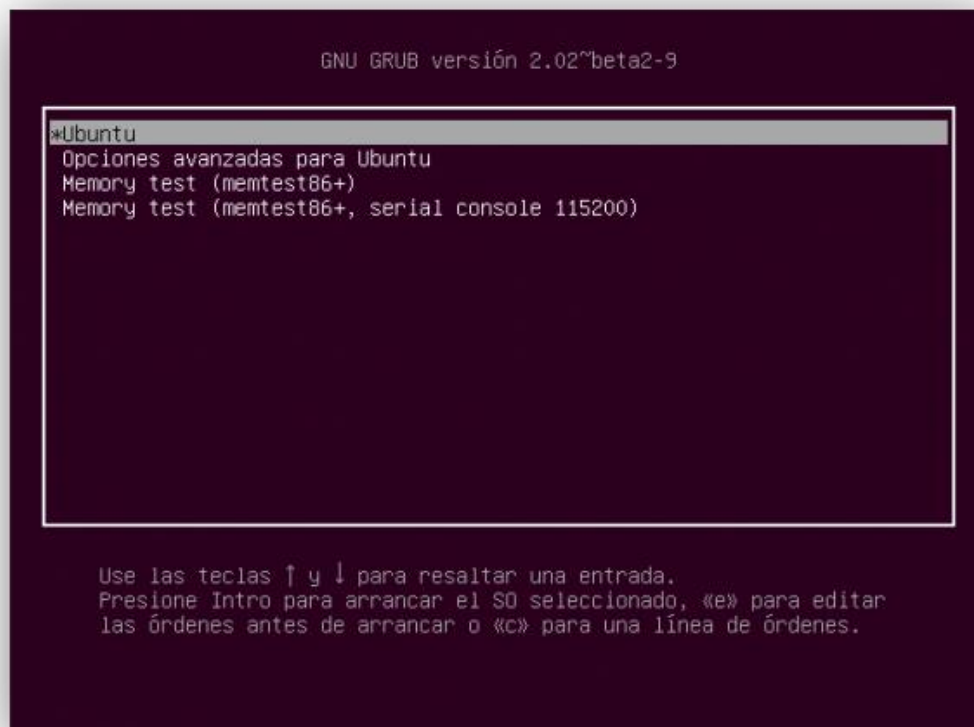 GNU GRUB versión 2.02~beta2-9
*Ubuntu
Opciones avanzadas para Ubuntu
Memory test (memtest86+)
Memory test (memtest86+, serial console 115200)
Use las teclas ↑ y ↓ para resaltar una entrada.
Presione Intro para arrancar el SO seleccionado, «e» para editar
las órdenes antes de arrancar o «c» para una línea de órdenes.